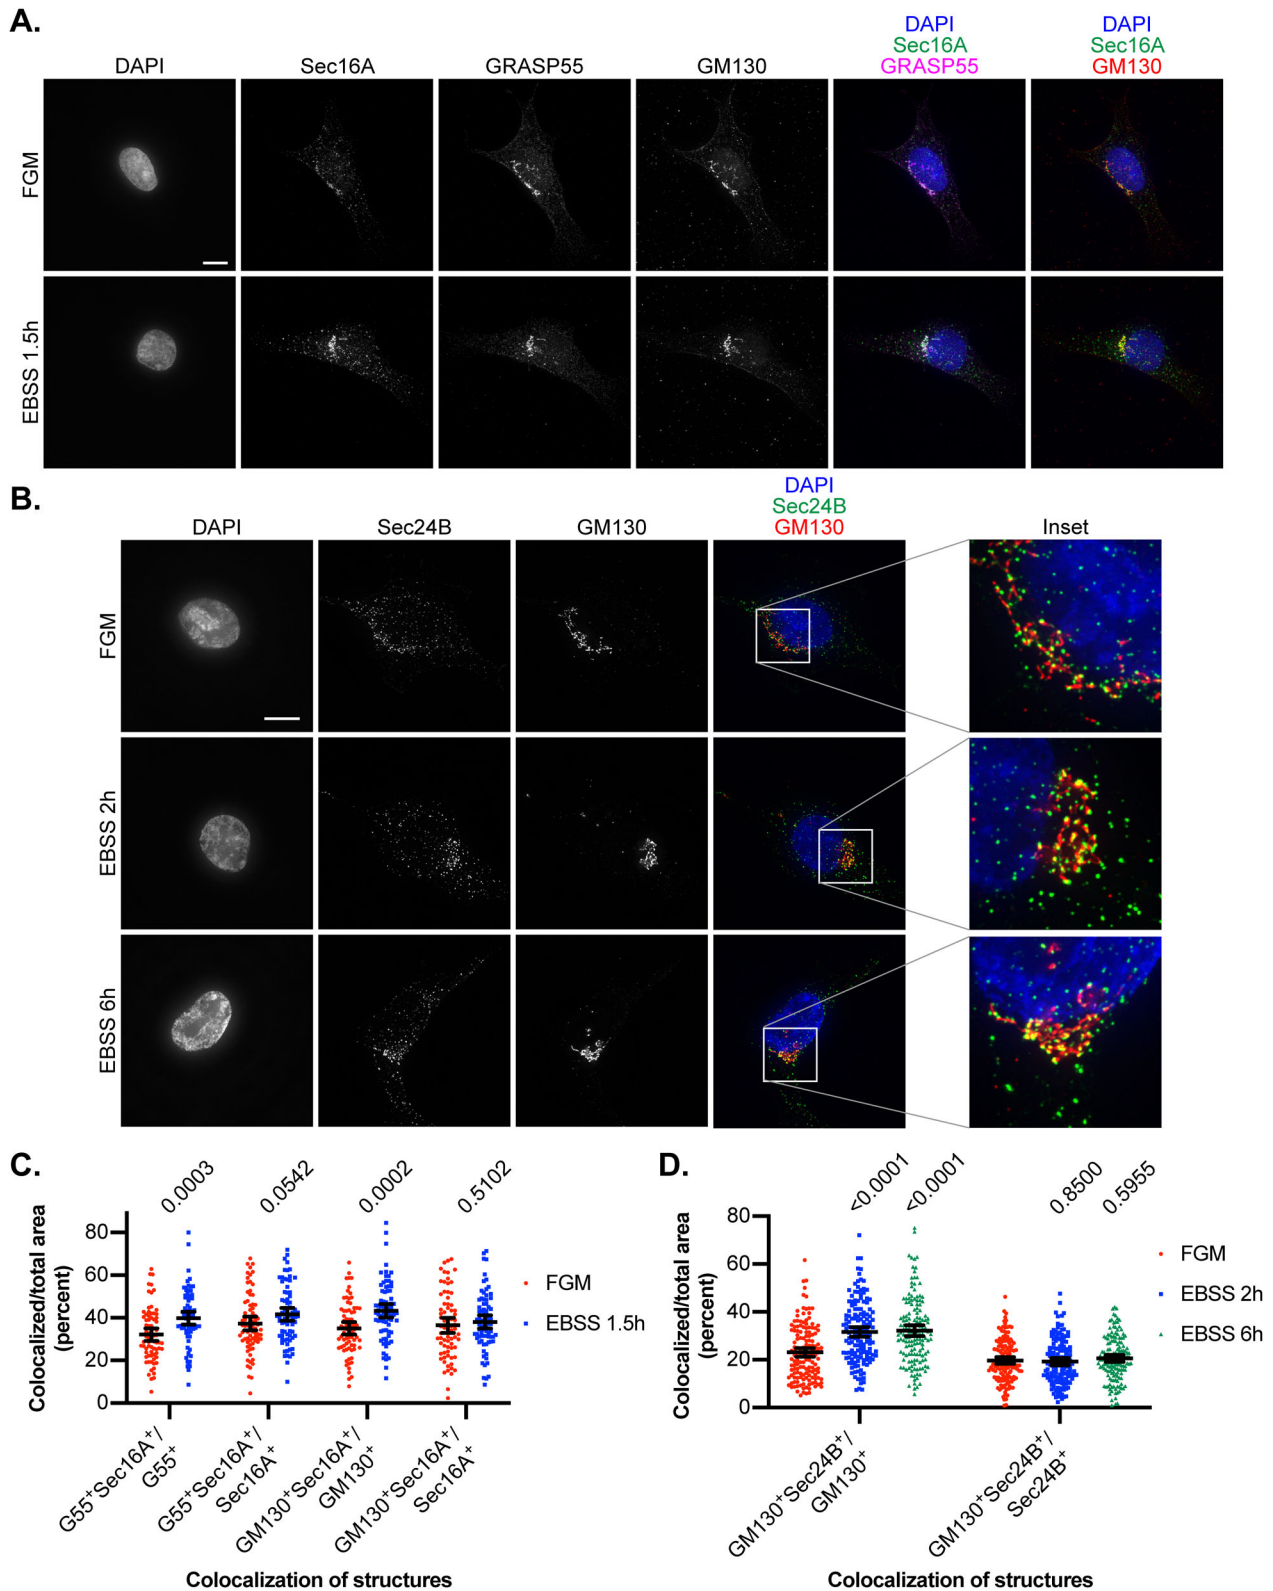 A.
DAPI
Sec16A
GRASP55
GM130
DAPI
Sec16A
GRASP55
DAPI
Sec16A
GM130
FGM
EBSS 1.5h
B.
DAPI
Sec24B
GM130
DAPI
Sec24B
GM130
Inset
FGM
EBSS 2h
EBSS 6h
C.
0.0003
0.0542
0.0002
0.5102
Colocalized/total area
(percent)
80
60
40
20
0
FGM
EBSS 1.5h
G55⁺Sec16A⁺/
G55⁺
G55⁺Sec16A⁺/
Sec16A⁺
GM130⁺Sec16A⁺/
GM130⁺
GM130⁺Sec16A⁺/
Sec16A⁺
Colocalization of structures
D.
<0.0001
<0.0001
0.8500
0.5955
Colocalized/total area
(percent)
80
60
40
20
0
FGM
EBSS 2h
EBSS 6h
GM130⁺Sec24B⁺/
GM130⁺
GM130⁺Sec24B⁺/
Sec24B⁺
Colocalization of structures